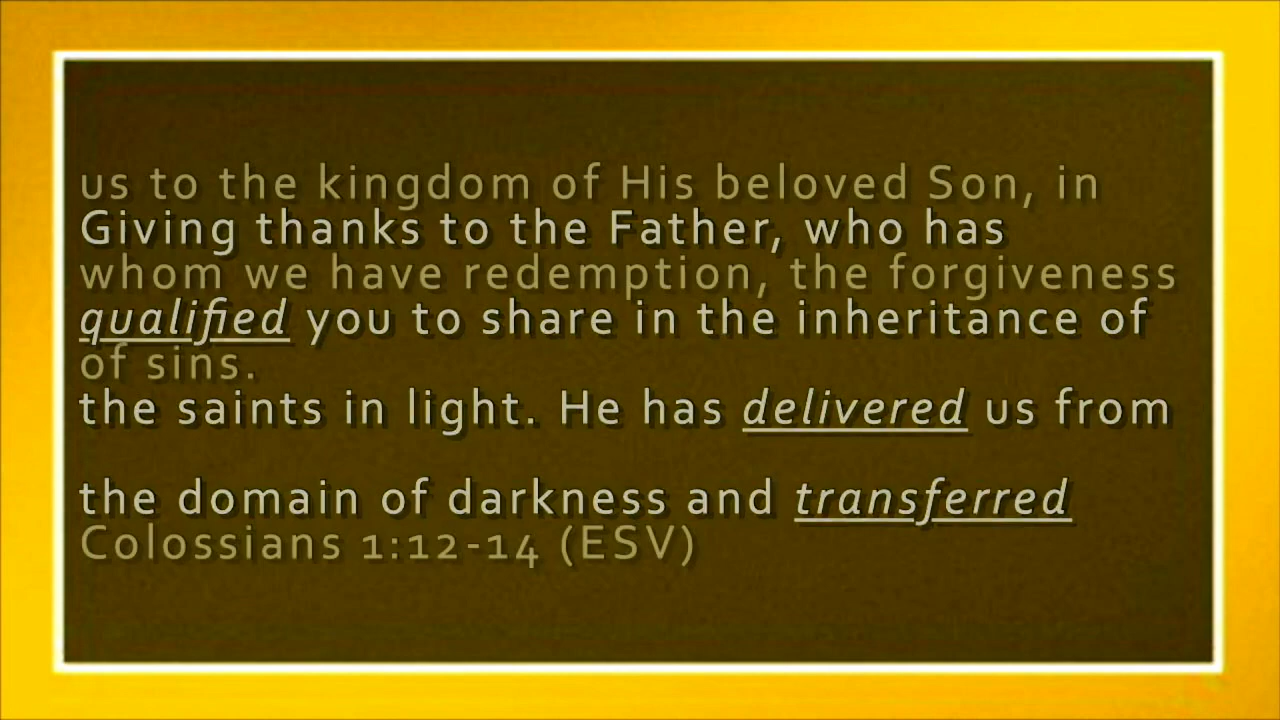 us to the kingdom of His beloved Son, in
Giving thanks to the Father, who has
whom we have redemption, the forgiveness
qualified you to share in the inheritance of
of sins.
the saints in light. He has delivered us from
the domain of darkness and transferred
Colossians 1:12-14 (ESV)